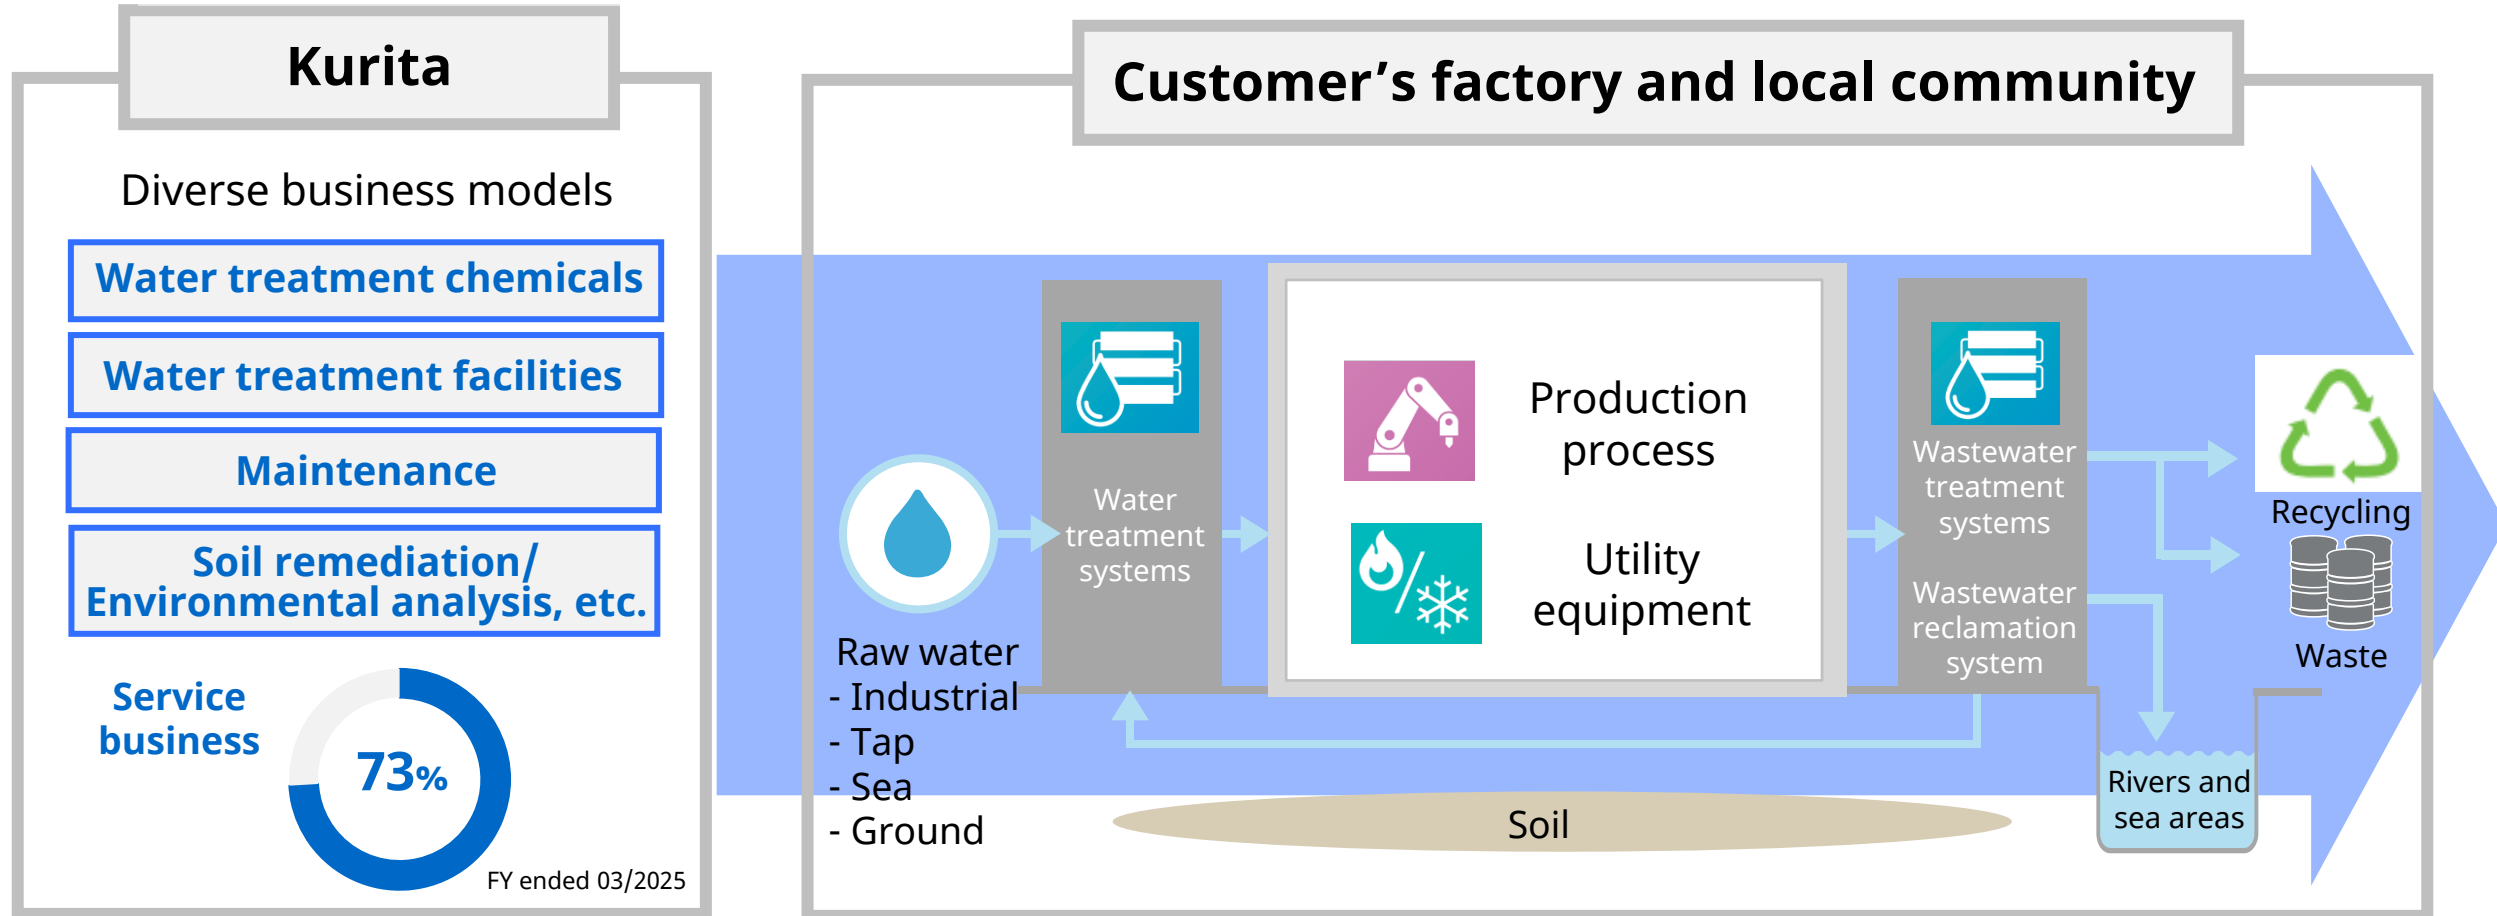 Kurita
Diverse business models
Water treatment chemicals
Water treatment facilities
Maintenance
Soil remediation/
Environmental analysis, etc.
Service
business
73%
FY ended 03/2025
Customer’s factory and local community
Raw water
- Industrial
- Tap
- Sea
- Ground
Water
treatment
systems
Production
process
Utility
equipment
Wastewater
treatment
systems
Wastewater
reclamation
system
Recycling
Waste
Rivers and
sea areas
Soil